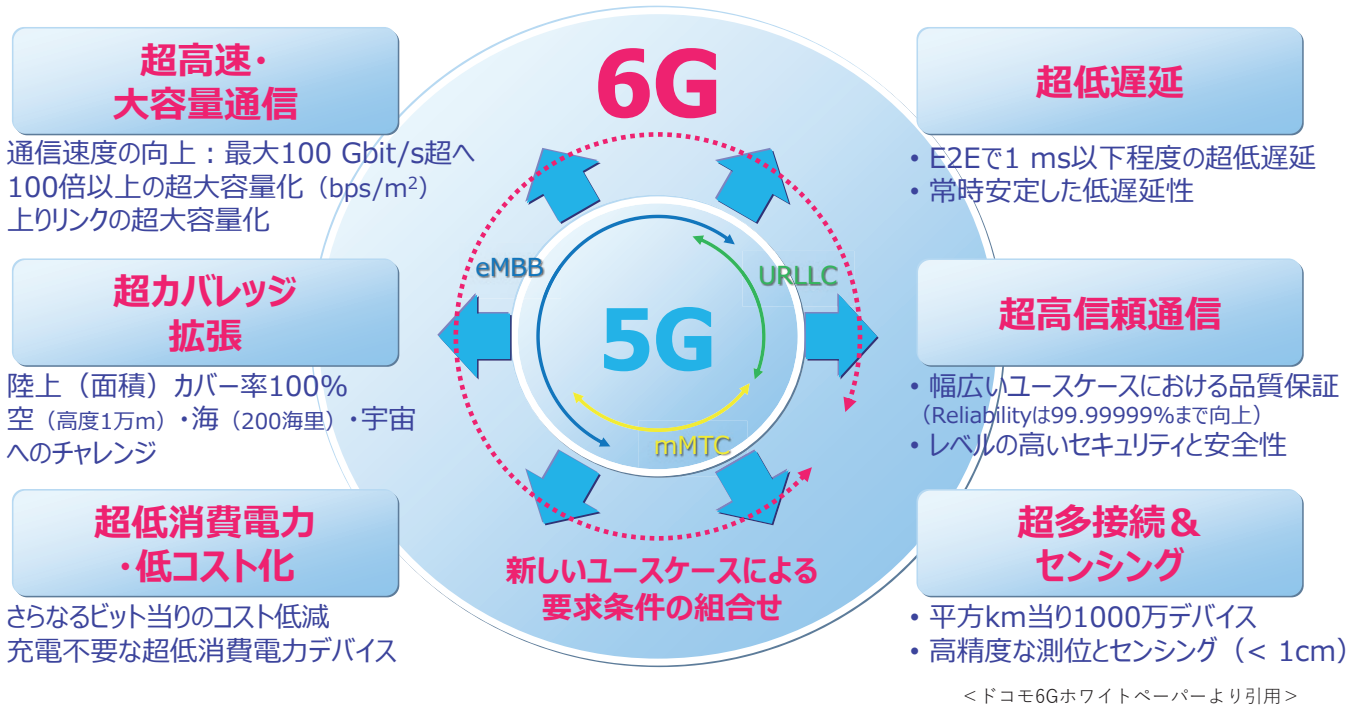 超高速・
大容量通信
通信速度の向上：最大100 Gbit/s超へ
100倍以上の超大容量化（bps/m²）
上りリンクの超大容量化
超カバレッジ
拡張
陸上（面積）カバー率100%
空（高度1万m）・海（200海里）・宇宙
へのチャレンジ
超低消費電力
・低コスト化
さらなるビット当りのコスト低減
充電不要な超低消費電力デバイス
6G
eMBB
URLLC
5G
mMTC
新しいユースケースによる
要求条件の組合せ
超低遅延
• E2Eで1 ms以下程度の超低遅延
• 常時安定した低遅延性
超高信頼通信
• 幅広いユースケースにおける品質保証
（Reliabilityは99.99999%まで向上）
• レベルの高いセキュリティと安全性
超多接続＆
センシング
• 平方km当り1000万デバイス
• 高精度な測位とセンシング（< 1cm）
＜ドコモ6Gホワイトペーパーより引用＞